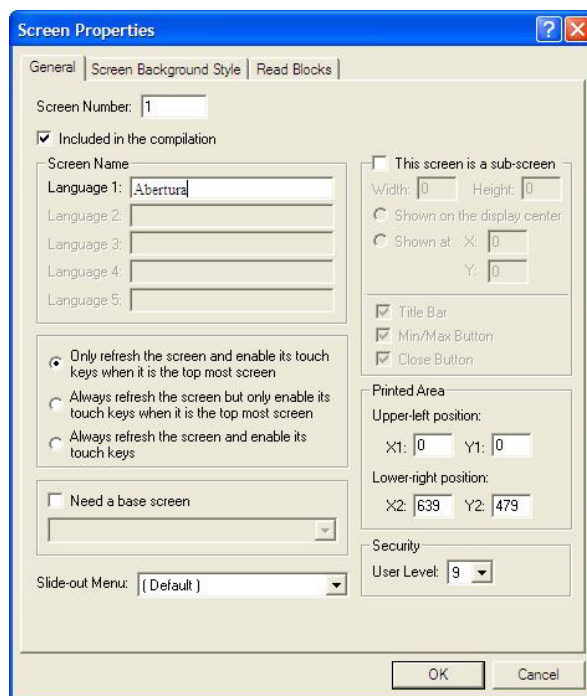 Screen Properties
General Screen Background Style Read Blocks
Screen Number: 1
Included in the compilation
Screen Name
Language 1: Abertura
Language 2:
Language 3:
Language 4:
Language 5:
Only refresh the screen and enable its touch
keys when it is the top most screen
Always refresh the screen but only enable its
touch keys when it is the top most screen
Always refresh the screen and enable its
touch keys
Need a base screen
Slide-out Menu: ( Default )
This screen is a sub-screen
Width: 0 Height: 0
Shown on the display center
Shown at X: 0
Y: 0
Title Bar
Min/Max Button
Close Button
Printed Area
Upper-left position:
X1: 0 Y1: 0
Lower-right position:
X2: 639 Y2: 479
Security
User Level: 9
OK Cancel